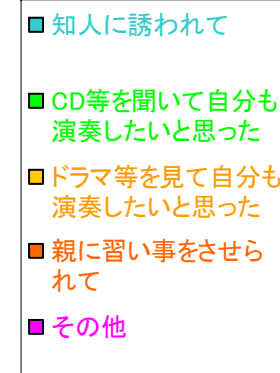 知人に誘われて
CD等を聞いて自分も
演奏したいと思った
ドラマ等を見て自分も
演奏したいと思った
親に習い事をさせら
れて
その他